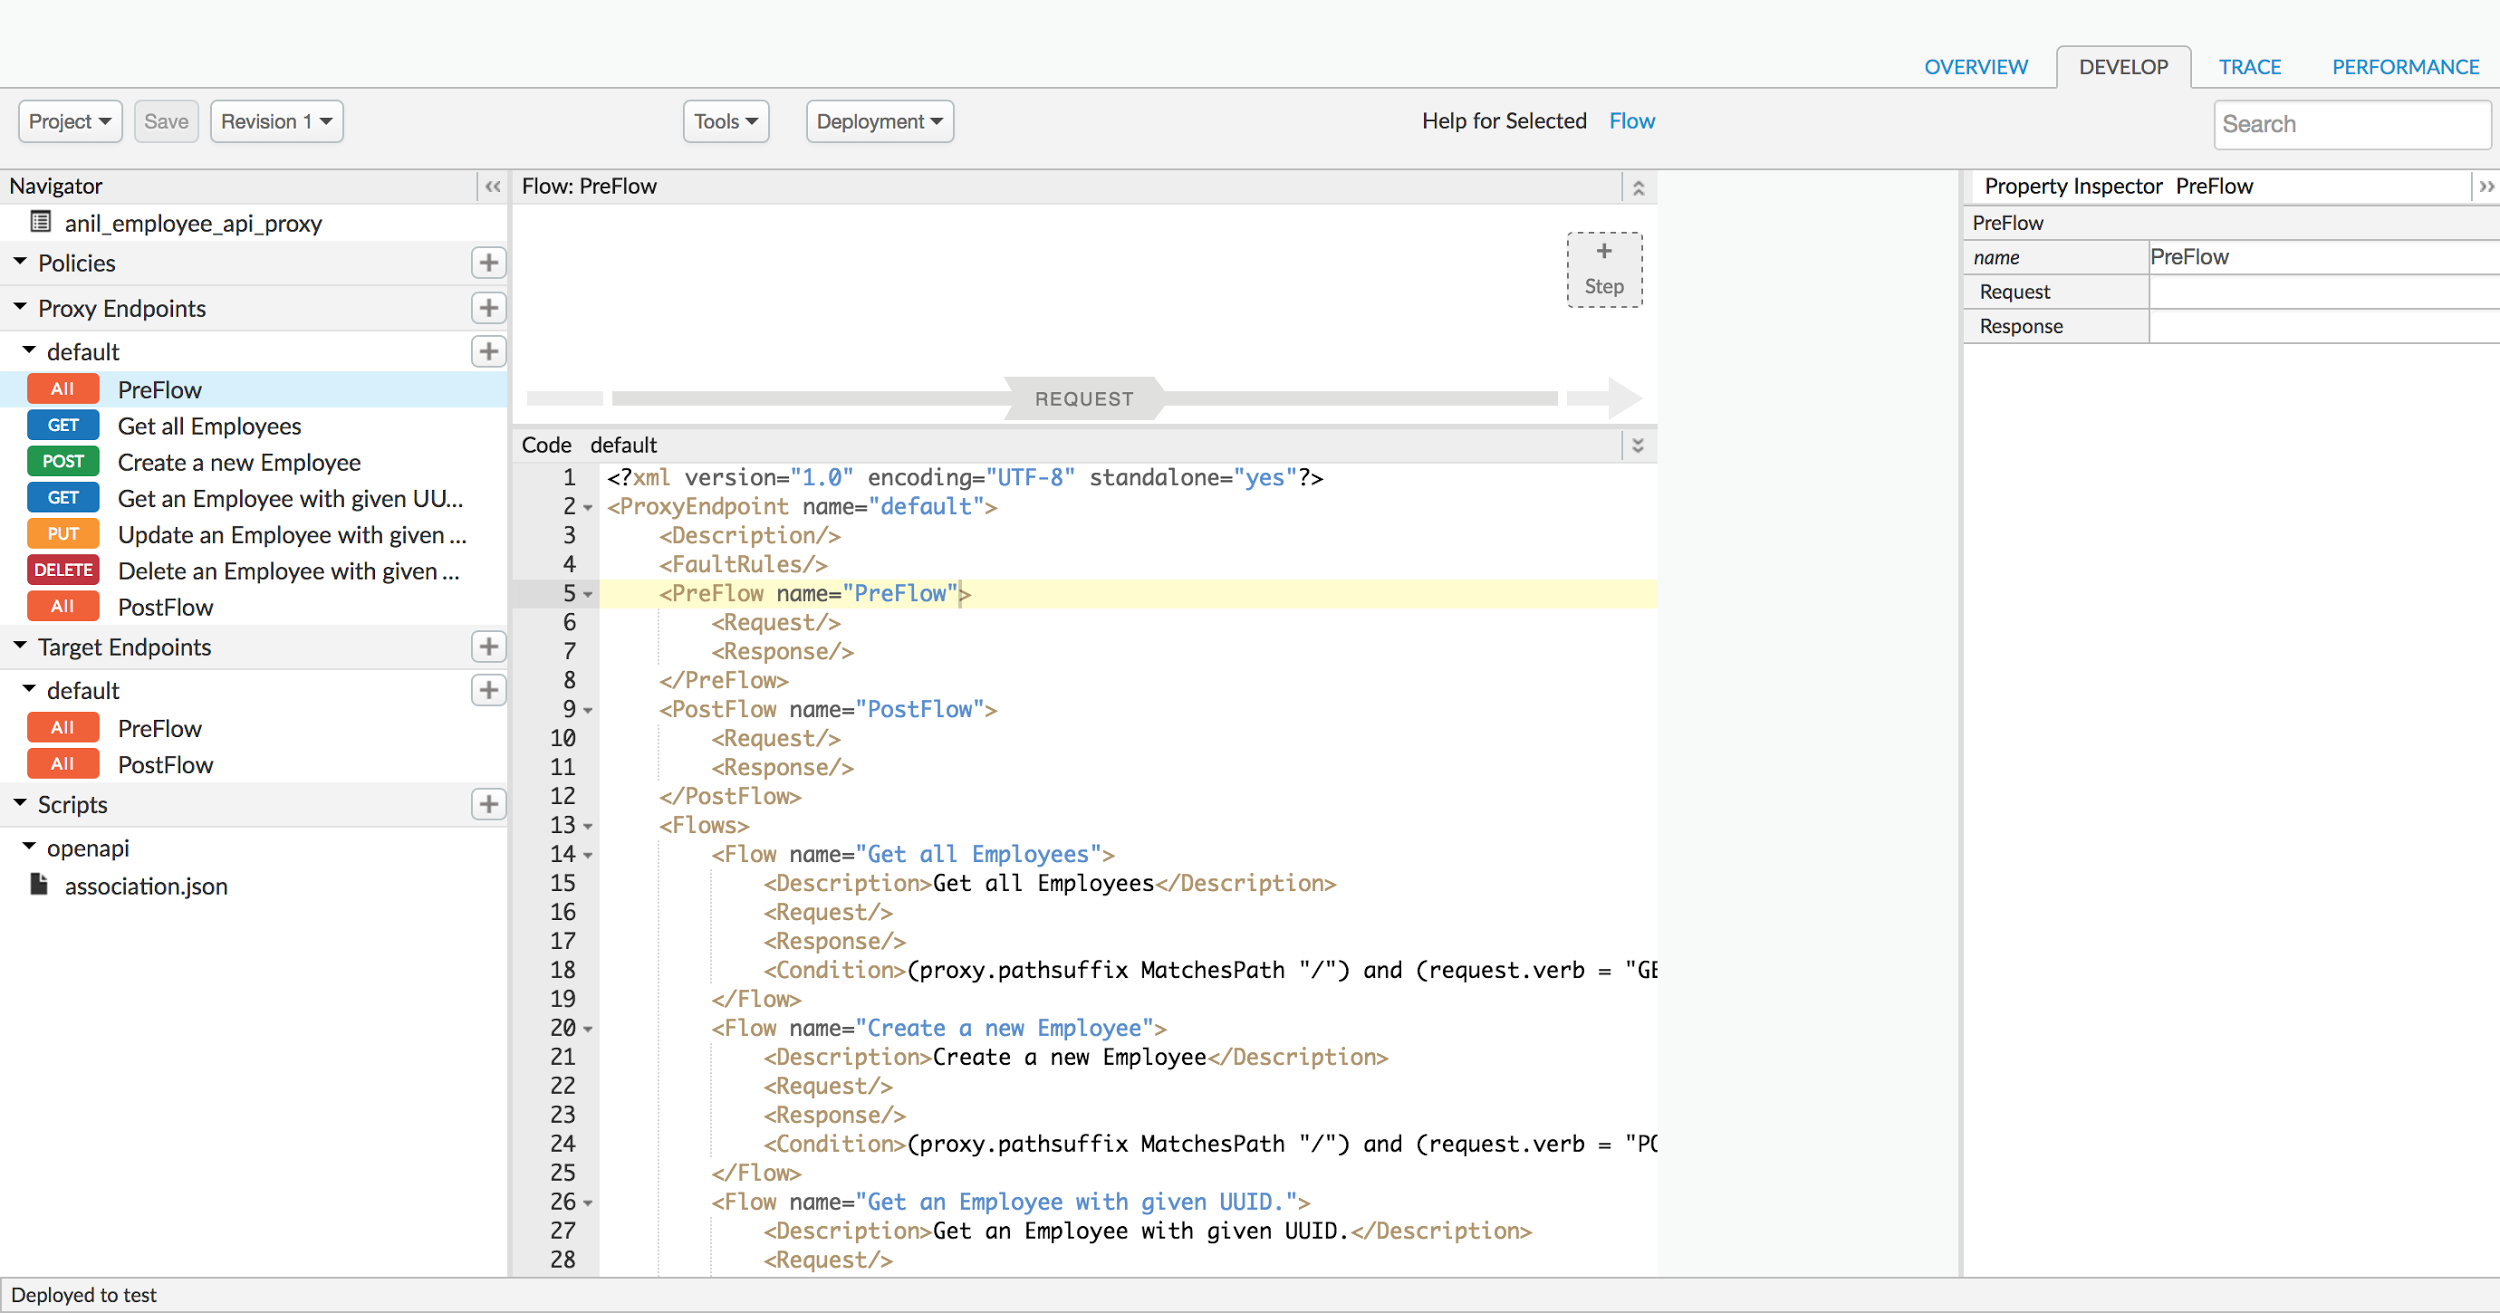 OVERVIEW DEVELOP TRACE PERFORMANCE
Project Save Revision 1 Tools Deployment Help for Selected Flow Search
Navigator
anil_employee_api_proxy
Policies
Proxy Endpoints
default
All PreFlow
GET Get all Employees
POST Create a new Employee
GET Get an Employee with given UU...
PUT Update an Employee with given ...
DELETE Delete an Employee with given ...
All PostFlow
Target Endpoints
default
All PreFlow
All PostFlow
Scripts
openapi
association.json
Flow: PreFlow
+
Step
REQUEST
Code default
1 <?xml version="1.0" encoding="UTF-8" standalone="yes"?>
2 <ProxyEndpoint name="default">
3 <Description/>
4 <FaultRules/>
5 <PreFlow name="PreFlow">
6 <Request/>
7 <Response/>
8 </PreFlow>
9 <PostFlow name="PostFlow">
10 <Request/>
11 <Response/>
12 </PostFlow>
13 <Flows>
14 <Flow name="Get all Employees">
15 <Description>Get all Employees</Description>
16 <Request/>
17 <Response/>
18 <Condition>(proxy.pathsuffix MatchesPath "/") and (request.verb = "GE
19 </Flow>
20 <Flow name="Create a new Employee">
21 <Description>Create a new Employee</Description>
22 <Request/>
23 <Response/>
24 <Condition>(proxy.pathsuffix MatchesPath "/") and (request.verb = "PO
25 </Flow>
26 <Flow name="Get an Employee with given UUID.">
27 <Description>Get an Employee with given UUID.</Description>
28 <Request/>
Property Inspector PreFlow
PreFlow
name PreFlow
Request
Response
Deployed to test